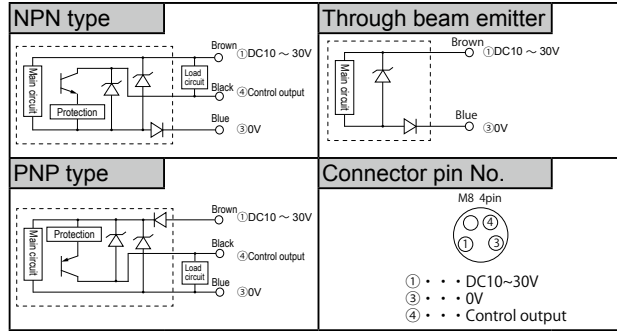 NPN type
Brown
①DC10 ～ 30V
Main circuit
Protection
Load
circuit
Black
④Control output
Blue
③0V
Through beam emitter
Brown
①DC10 ～ 30V
Main circuit
Blue
③0V
PNP type
Brown
①DC10 ～ 30V
Main circuit
Protection
Black
④Control output
Load
circuit
Blue
③0V
Connector pin No.
M8 4pin
④
① ③
①・・・DC10~30V
③・・・0V
④・・・Control output